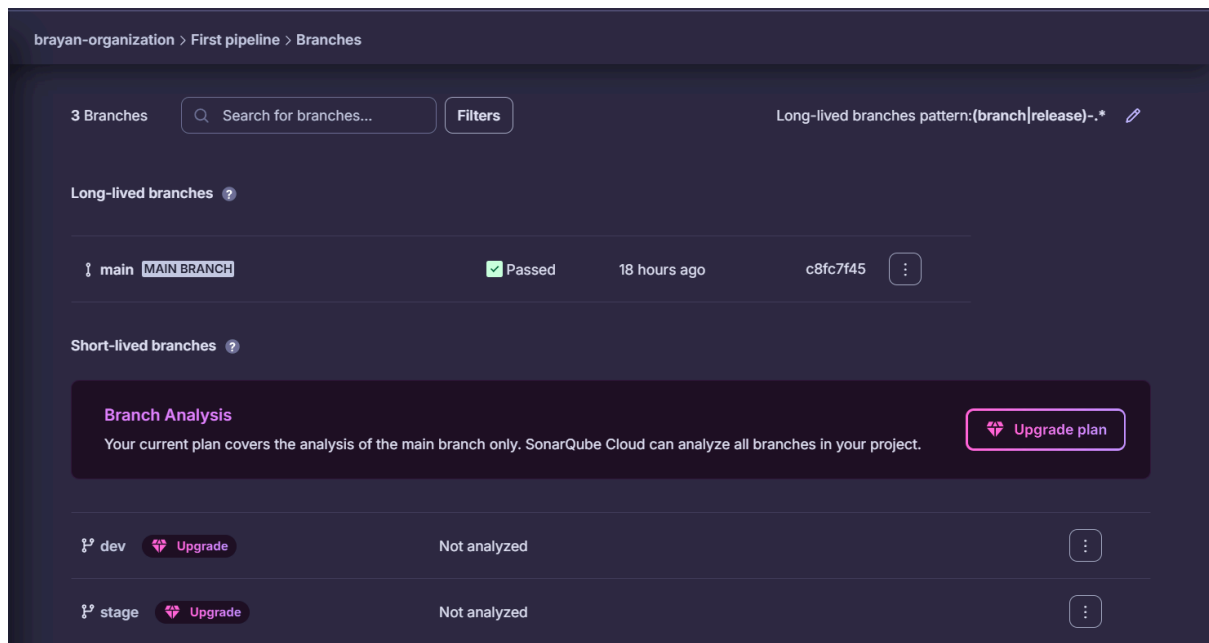 brayan-organization > First pipeline > Branches
3 Branches Search for branches... Filters Long-lived branches pattern:(branch|release)-.*
Long-lived branches ?
main MAIN BRANCH Passed 18 hours ago c8fc7f45
Short-lived branches ?
Branch Analysis
Your current plan covers the analysis of the main branch only. SonarQube Cloud can analyze all branches in your project.
Upgrade plan
dev Upgrade Not analyzed
stage Upgrade Not analyzed